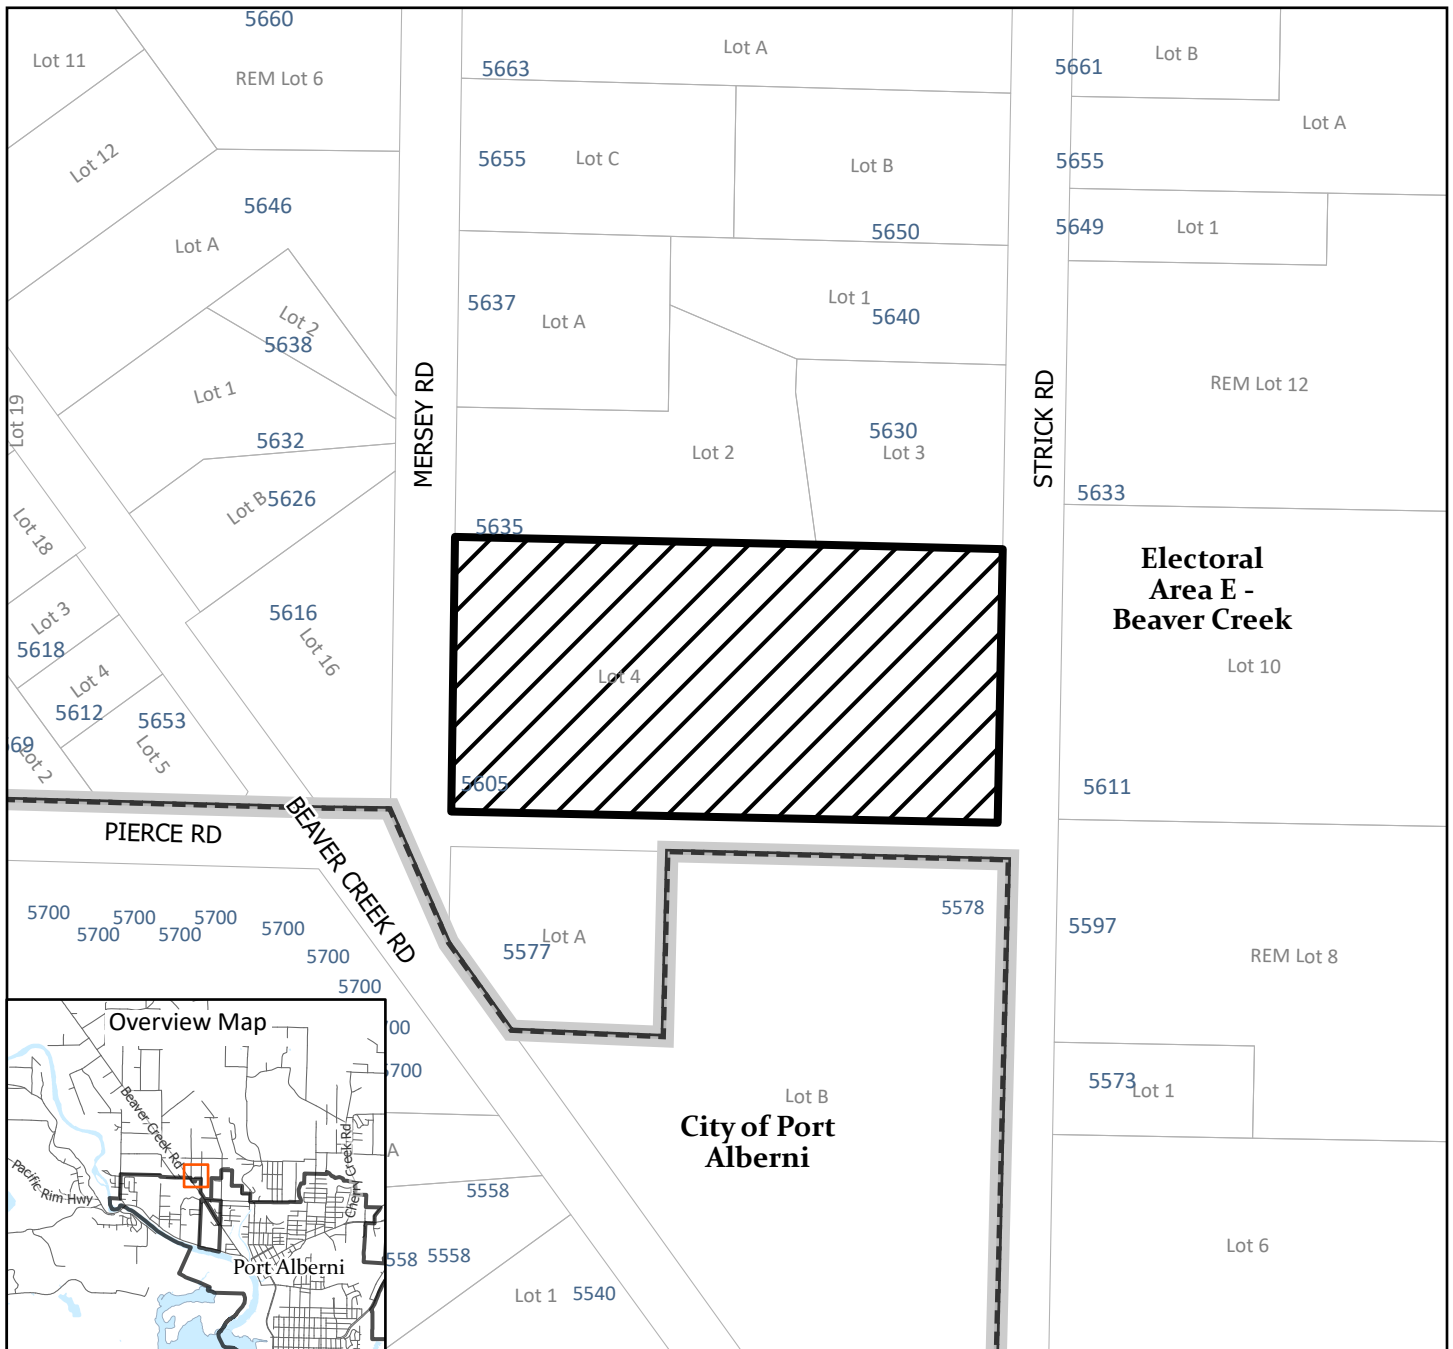 5660
Lot 11
REM Lot 6
Lot A
5663
5661
Lot B
Lot A
Lot 12
5655
Lot C
Lot B
5655
5646
Lot A
5650
5649
Lot 1
5637
Lot A
Lot 1
5640
Lot 2
5638
Lot 1
MERSEY RD
STRICK RD
REM Lot 12
Lot 19
5632
Lot 2
5630
Lot 3
Lot B
5626
5633
Lot 18
5635
Electoral
Area E -
Beaver Creek
Lot 10
Lot 3
5618
5616
Lot 16
Lot 4
Lot 4
5612
5653
Lot 5
69
Lot 2
5605
5611
PIERCE RD
BEAVER CREEK RD
5700
5700
5700
5700
5700
5700
5700
5700
Lot A
5577
5578
5597
REM Lot 8
00
5700
5573
Lot 1
Lot B
City of Port
Alberni
A
5558
558
5558
Lot 1
5540
Lot 6
Overview Map
Beaver Creek Rd
Cherry Creek Rd
Pacific Rim Hwy
Port Alberni